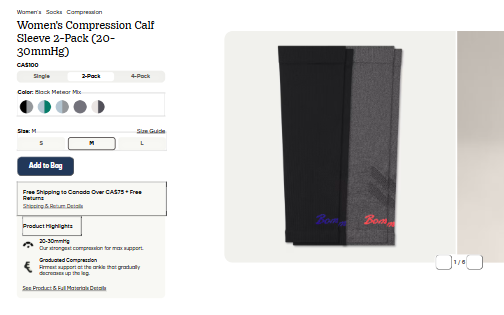 Women's Socks Compression
Women's Compression Calf
Sleeve 2-Pack (20-
30mmHg)
CA$100
Single 2-Pack 4-Pack
Color: Black Meteor Mix
Size: M Size Guide
S M L
Add to Bag
Free Shipping to Canada Over CA$75 + Free
Returns
Shipping & Return Details
Product Highlights
20-30mmHg
Our strongest compression for max support.
Graduated Compression
Firmest support at the ankle that gradually
decreases up the leg.
See Product & Full Materials Details
1 / 6